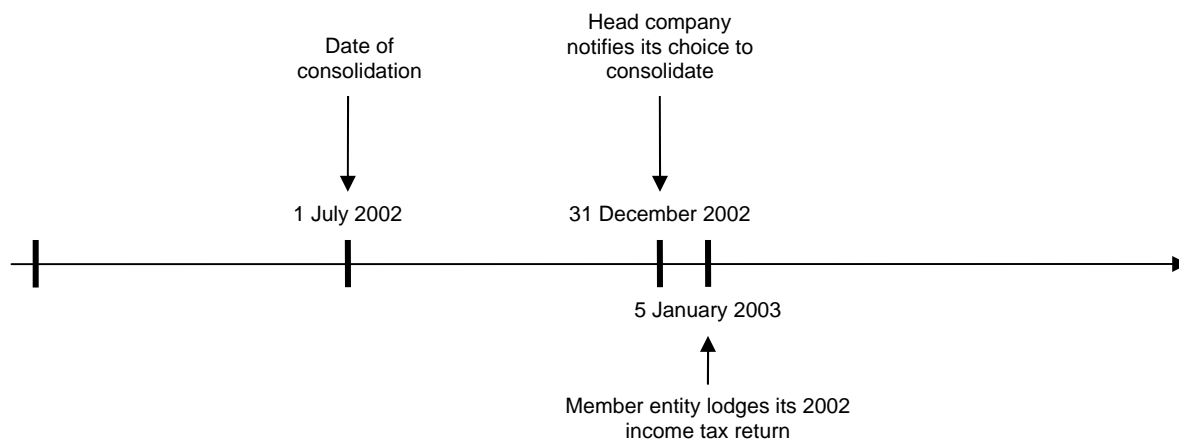 Head company
notifies its choice to
consolidate
Date of
consolidation
1 July 2002
31 December 2002
5 January 2003
Member entity lodges its 2002
income tax return